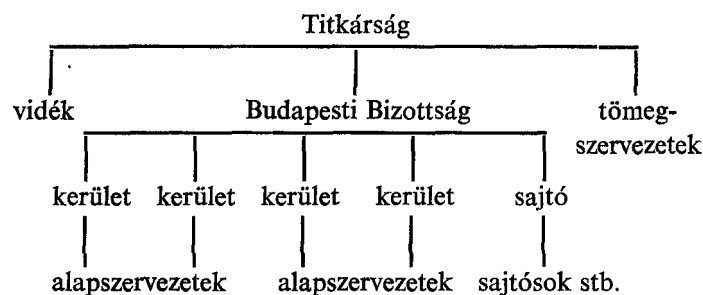 Titkárság
vidék Budapesti Bizottság tömeg-
szervezetek
kerület kerület kerület kerület sajtó
alapszervezetek alapszervezetek sajtósok stb.